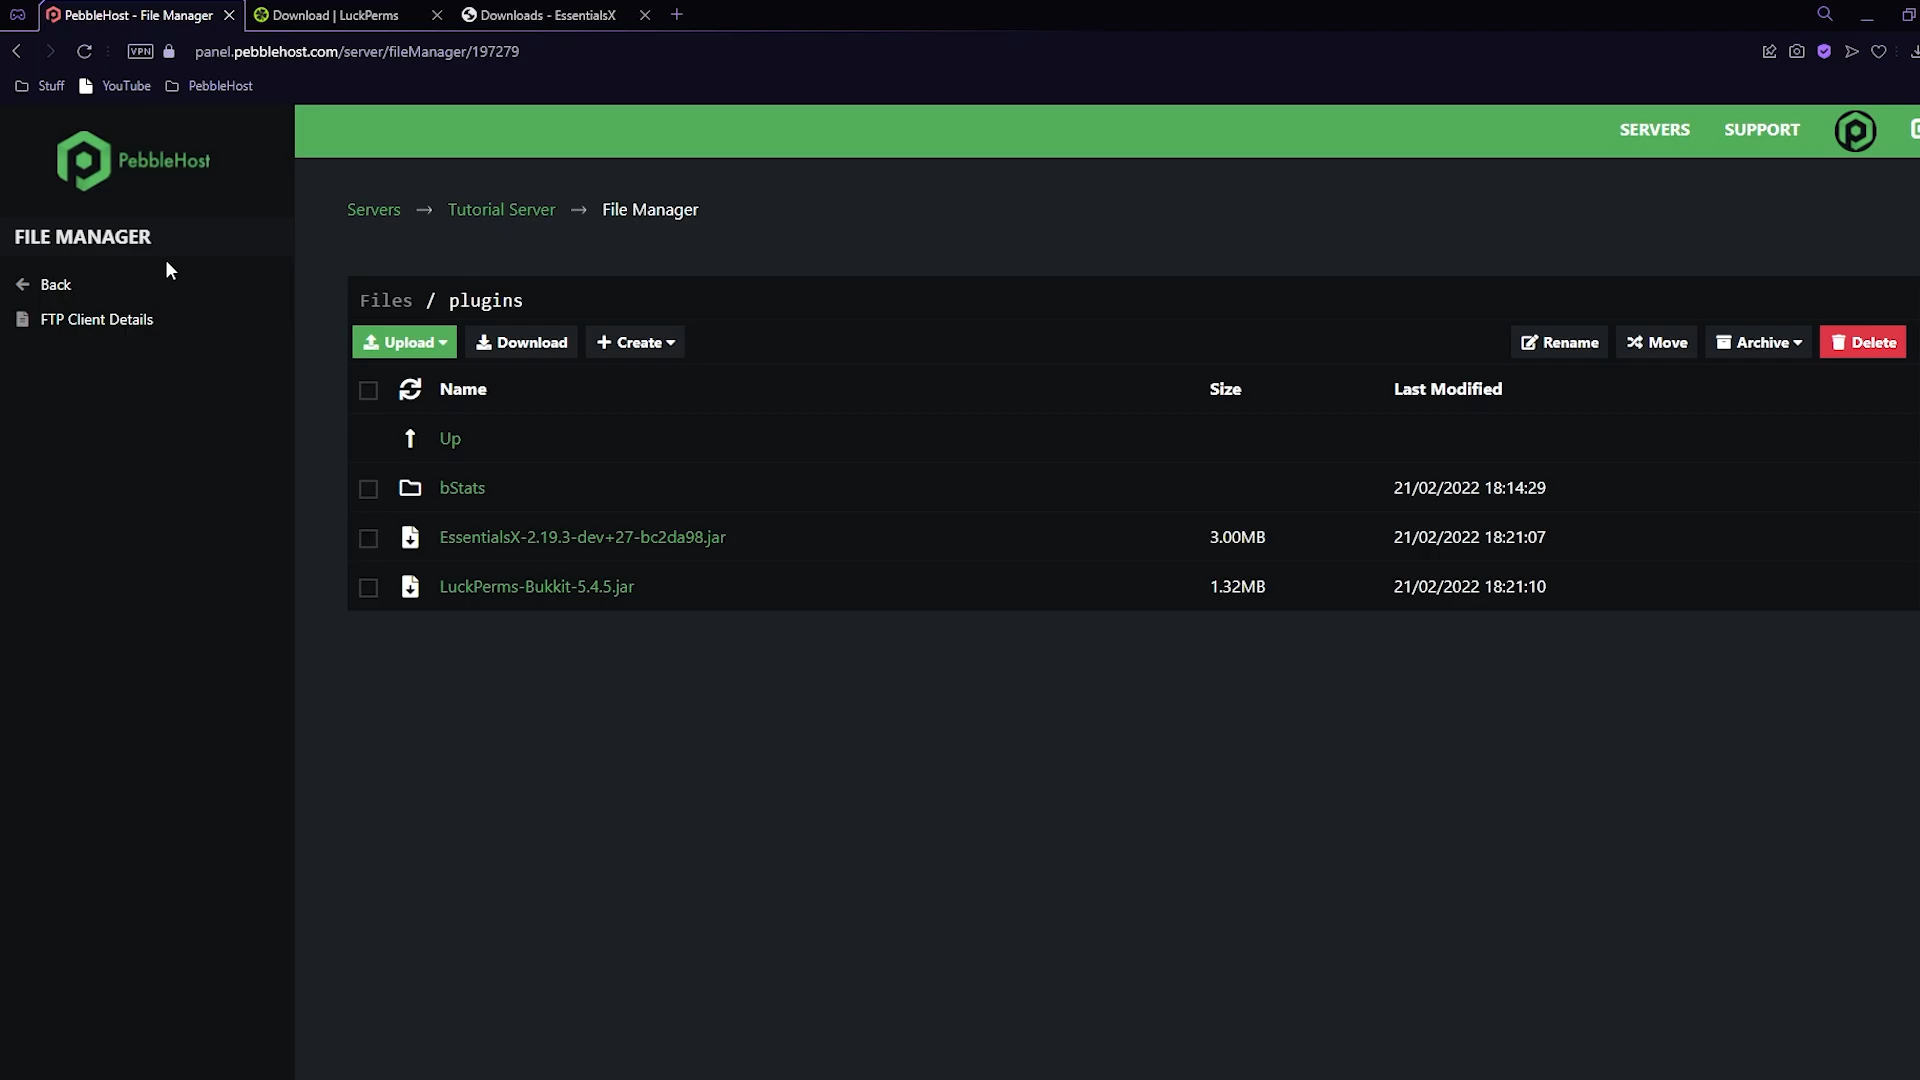 PebbleHost - File Manager
Download | LuckPerms
Downloads - EssentialsX
VPN
panel.pebblehost.com/server/fileManager/197279
Stuff
YouTube
PebbleHost
PebbleHost
SERVERS
SUPPORT
Servers → Tutorial Server → File Manager
FILE MANAGER
Back
FTP Client Details
Files / plugins
Upload
Download
Create
Rename
Move
Archive
Delete
Name Size Last Modified
Up
bStats 21/02/2022 18:14:29
EssentialsX-2.19.3-dev+27-bc2da98.jar 3.00MB 21/02/2022 18:21:07
LuckPerms-Bukkit-5.4.5.jar 1.32MB 21/02/2022 18:21:10